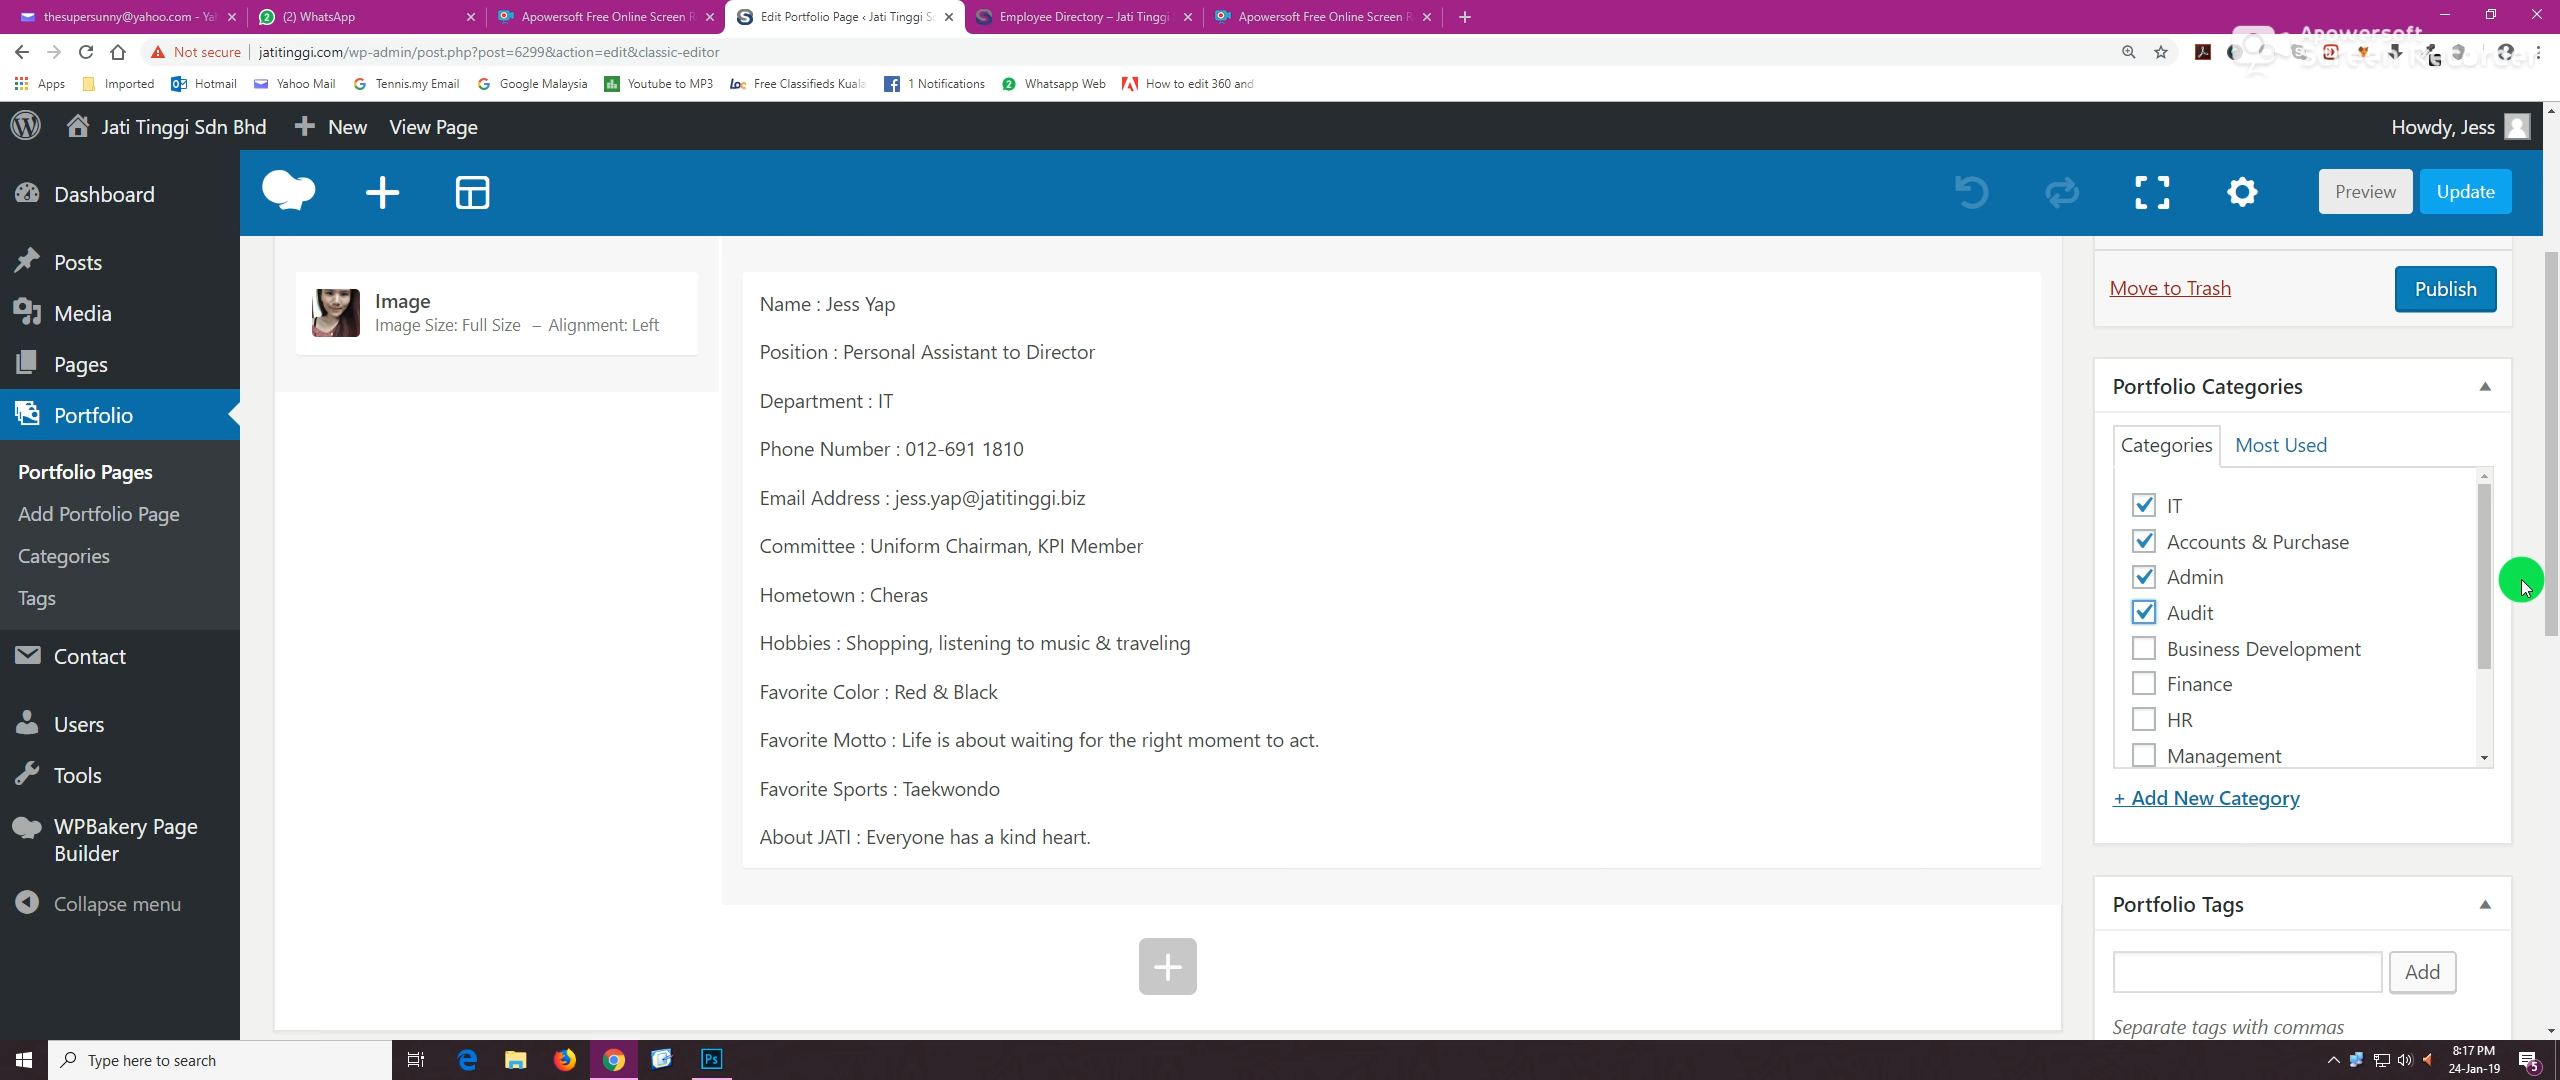 thesupersunny@yahoo.com - Ya
(2) WhatsApp
Apowersoft Free Online Screen R
Edit Portfolio Page ‹ Jati Tinggi S
Employee Directory – Jati Tinggi
Apowersoft Free Online Screen R
Not secure
jatitinggi.com/wp-admin/post.php?post=6299&action=edit&classic-editor
Apowersoft
Screen Recorder
Apps
Imported
Hotmail
Yahoo Mail
Tennis.my Email
Google Malaysia
Youtube to MP3
Loc Free Classifieds Kuala
1 Notifications
Whatsapp Web
How to edit 360 and
Jati Tinggi Sdn Bhd
New
View Page
Howdy, Jess
Dashboard
Posts
Media
Pages
Portfolio
Portfolio Pages
Add Portfolio Page
Categories
Tags
Contact
Users
Tools
WPBakery Page
Builder
Collapse menu
Preview
Update
Image
Image Size: Full Size – Alignment: Left
Name : Jess Yap
Position : Personal Assistant to Director
Department : IT
Phone Number : 012-691 1810
Email Address : jess.yap@jatitinggi.biz
Committee : Uniform Chairman, KPI Member
Hometown : Cheras
Hobbies : Shopping, listening to music & traveling
Favorite Color : Red & Black
Favorite Motto : Life is about waiting for the right moment to act.
Favorite Sports : Taekwondo
About JATI : Everyone has a kind heart.
Move to Trash
Publish
Portfolio Categories
Categories
Most Used
IT
Accounts & Purchase
Admin
Audit
Business Development
Finance
HR
Management
+ Add New Category
Portfolio Tags
Add
Separate tags with commas
Type here to search
Ps
8:17 PM
24-Jan-19
5